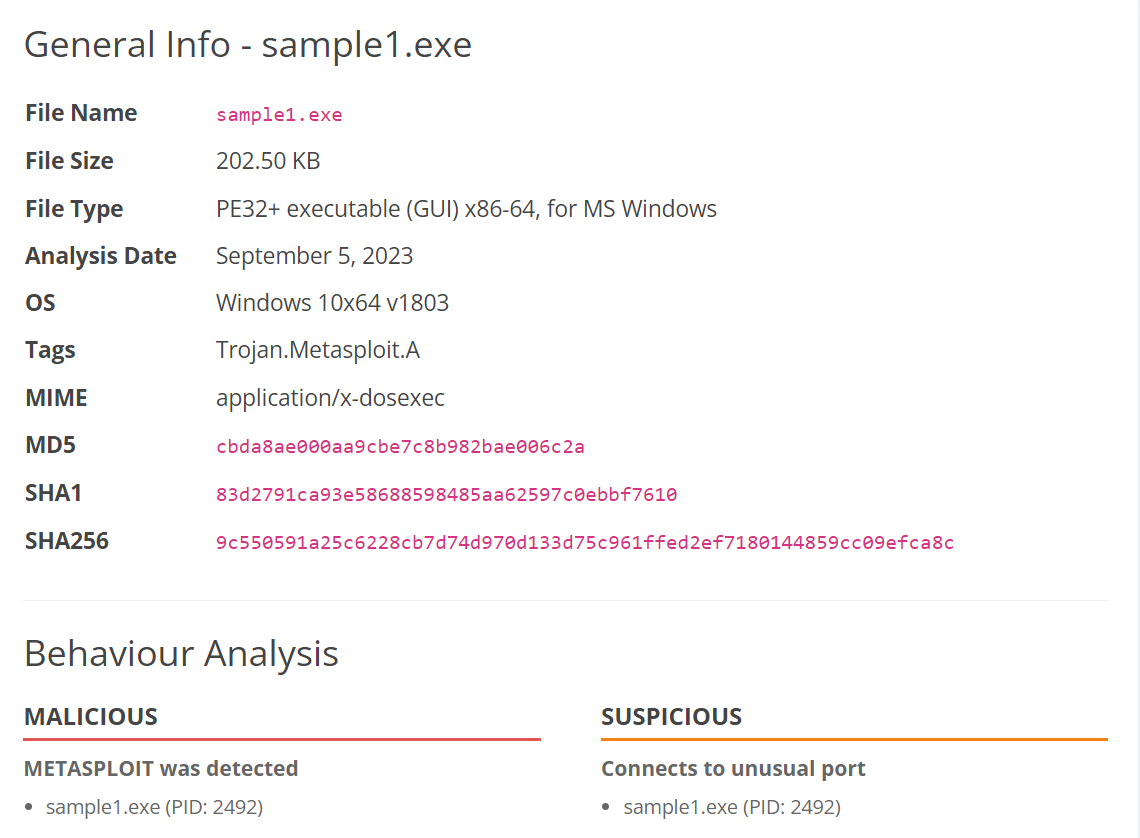 General Info - sample1.exe
File Name sample1.exe
File Size 202.50 KB
File Type PE32+ executable (GUI) x86-64, for MS Windows
Analysis Date September 5, 2023
OS Windows 10x64 v1803
Tags Trojan.Metasploit.A
MIME application/x-dosexec
MD5 cbda8ae000aa9cbe7c8b982bae006c2a
SHA1 83d2791ca93e58688598485aa62597c0ebbf7610
SHA256 9c550591a25c6228cb7d74d970d133d75c961ffed2ef7180144859cc09efca8c
Behaviour Analysis
MALICIOUS
METASPLOIT was detected
• sample1.exe (PID: 2492)
SUSPICIOUS
Connects to unusual port
• sample1.exe (PID: 2492)